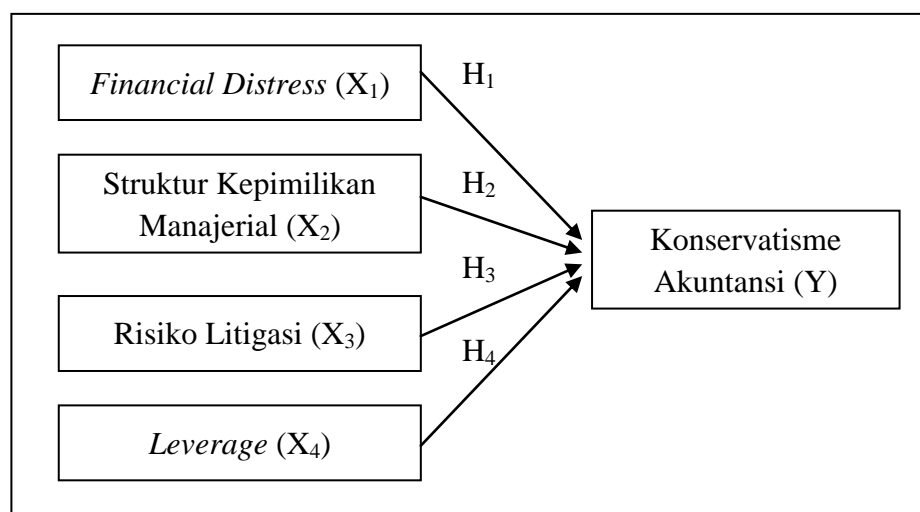 Financial Distress (X₁)
H₁
Struktur Kepimilikan
Manajerial (X₂)
H₂
Konservatisme
Akuntansi (Y)
Risiko Litigasi (X₃)
H₃
Leverage (X₄)
H₄